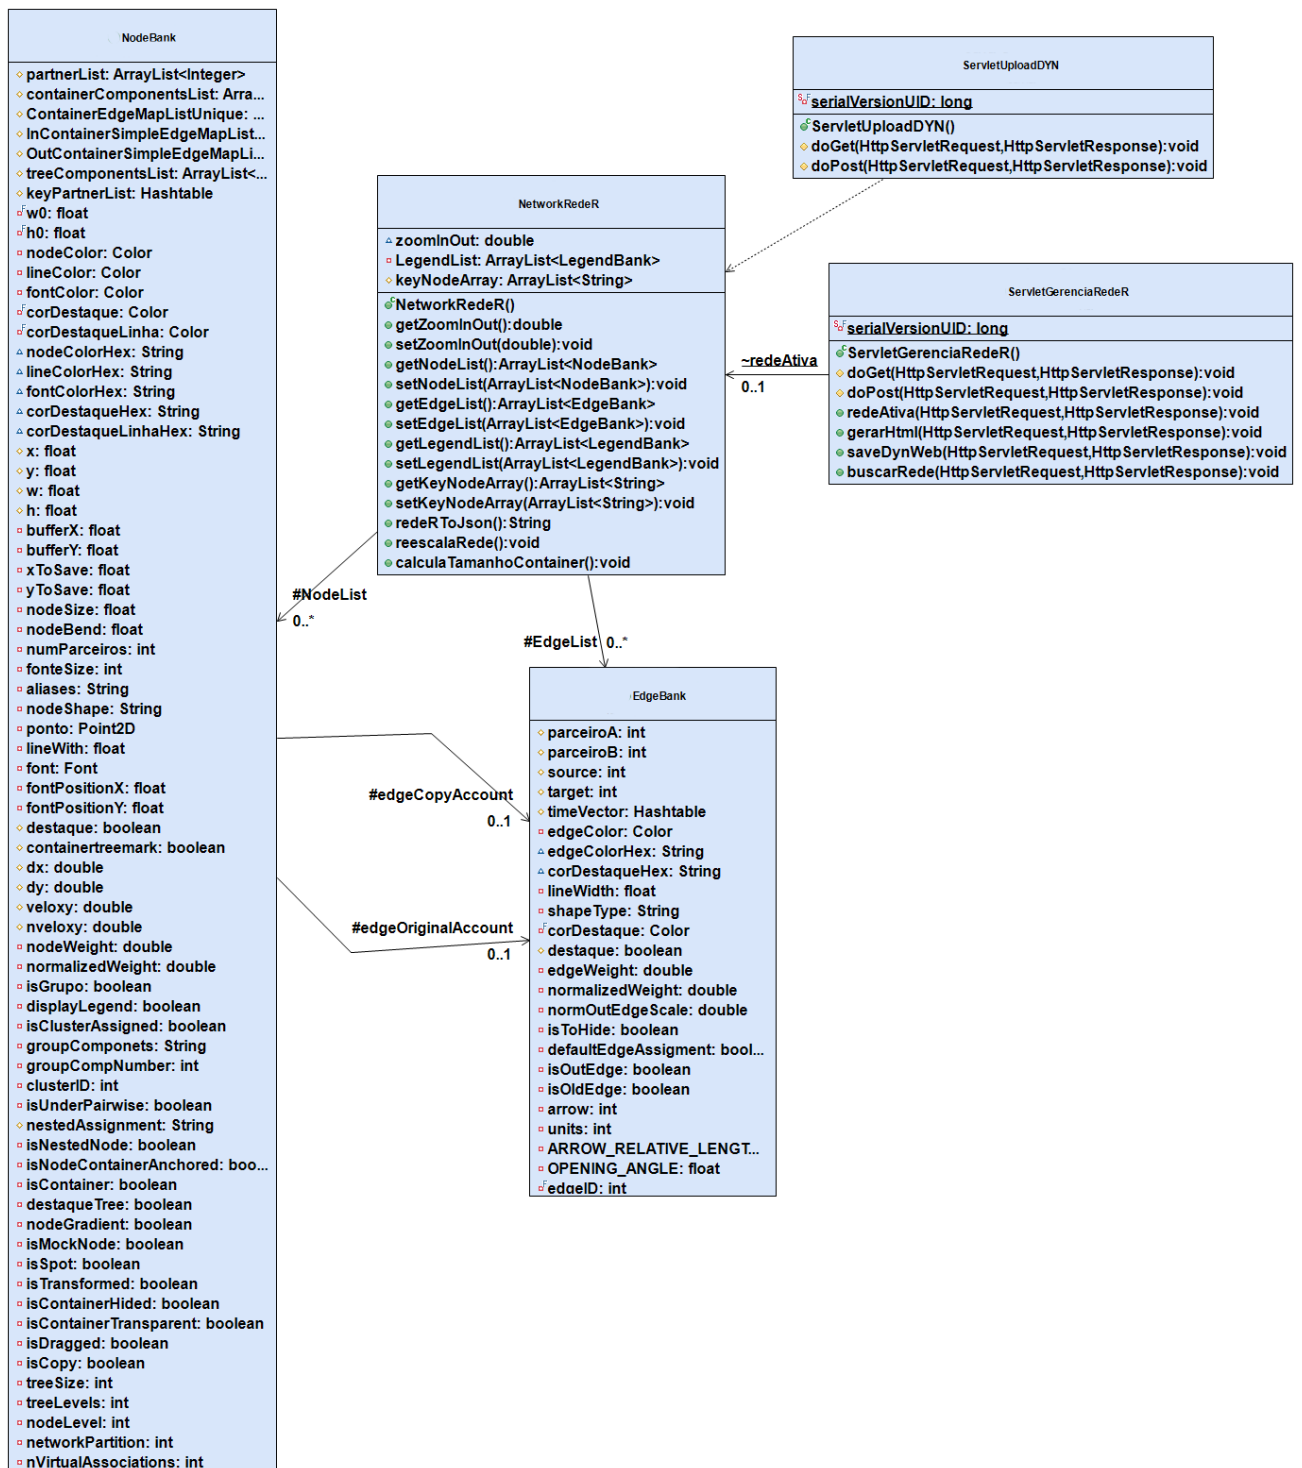 NodeBank
partnerList: ArrayList<Integer>
containerComponentsList: Arra...
ContainerEdgeMapListUnique: ...
InContainerSimpleEdgeMapList...
OutContainerSimpleEdgeMapLi...
treeComponentsList: ArrayList<...
keyPartnerList: Hashtable
w0: float
h0: float
nodeColor: Color
lineColor: Color
fontColor: Color
corDestaque: Color
corDestaqueLinha: Color
nodeColorHex: String
lineColorHex: String
fontColorHex: String
corDestaqueHex: String
corDestaqueLinhaHex: String
x: float
y: float
w: float
h: float
bufferX: float
bufferY: float
xToSave: float
yToSave: float
nodeSize: float
nodeBend: float
numParceiros: int
fonteSize: int
aliases: String
nodeShape: String
ponto: Point2D
lineWith: float
font: Font
fontPositionX: float
fontPositionY: float
destaque: boolean
containertreemark: boolean
dx: double
dy: double
veloxy: double
nveloxy: double
nodeWeight: double
normalizedWeight: double
isGrupo: boolean
displayLegend: boolean
isClusterAssigned: boolean
groupComponets: String
groupCompNumber: int
clusterID: int
isUnderPairwise: boolean
nestedAssignment: String
isNestedNode: boolean
isNodeContainerAnchored: boo...
isContainer: boolean
destaqueTree: boolean
nodeGradient: boolean
isMockNode: boolean
isSpot: boolean
isTransformed: boolean
isContainerHided: boolean
isContainerTransparent: boolean
isDragged: boolean
isCopy: boolean
treeSize: int
treeLevels: int
nodeLevel: int
networkPartition: int
nVirtualAssociations: int
NetworkRedeR
zoomInOut: double
LegendList: ArrayList<LegendBank>
keyNodeArray: ArrayList<String>
NetworkRedeR()
getZoomInOut():double
setZoomInOut(double):void
getNodeList():ArrayList<NodeBank>
setNodeList(ArrayList<NodeBank>):void
getEdgeList():ArrayList<EdgeBank>
setEdgeList(ArrayList<EdgeBank>):void
getLegendList():ArrayList<LegendBank>
setLegendList(ArrayList<LegendBank>):void
getKeyNodeArray():ArrayList<String>
setKeyNodeArray(ArrayList<String>):void
redeRToJson():String
reescalaRede():void
calculaTamanhoContainer():void
ServletUploadDYN
S F serialVersionUID: long
ServletUploadDYN()
doGet(HttpServletRequest,HttpServletResponse):void
doPost(HttpServletRequest,HttpServletResponse):void
ServletGerenciaRedeR
S F serialVersionUID: long
ServletGerenciaRedeR()
doGet(HttpServletRequest,HttpServletResponse):void
doPost(HttpServletRequest,HttpServletResponse):void
redeAtiva(HttpServletRequest,HttpServletResponse):void
gerarHtml(HttpServletRequest,HttpServletResponse):void
saveDynWeb(HttpServletRequest,HttpServletResponse):void
buscarRede(HttpServletRequest,HttpServletResponse):void
~redeAtiva
0..1
#NodeList
0..*
#EdgeList 0..*
#edgeCopyAccount
0..1
#edgeOriginalAccount
0..1
EdgeBank
parceiroA: int
parceiroB: int
source: int
target: int
timeVector: Hashtable
edgeColor: Color
edgeColorHex: String
corDestaqueHex: String
lineWidth: float
shapeType: String
corDestaque: Color
destaque: boolean
edgeWeight: double
normalizedWeight: double
normOutEdgeScale: double
isToHide: boolean
defaultEdgeAssigment: bool...
isOutEdge: boolean
isOldEdge: boolean
arrow: int
units: int
ARROW_RELATIVE_LENGT...
OPENING_ANGLE: float
edgeID: int